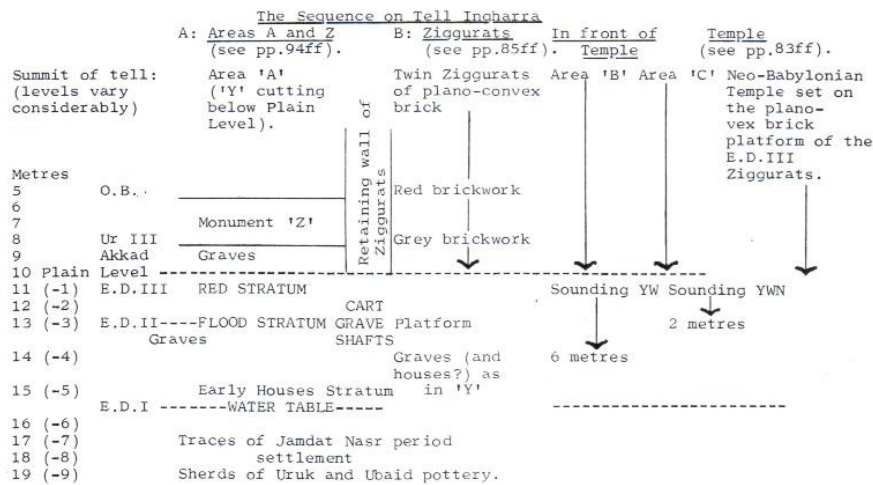 The Sequence on Tell Ingharra
A: Areas A and Z B: Ziggurats In front of Temple
(see pp.94ff). (see pp.85ff). Temple (see pp.83ff).
Summit of tell: Area 'A' Twin Ziggurats Area 'B' Area 'C' Neo-Babylonian
(levels vary ('Y' cutting of plano-convex Temple set on
considerably) below Plain brick the plano-
Level). vex brick
platform of the
E.D.III
Ziggurats.
Retaining wall of
Ziggurats
Metres
5 O.B. Red brickwork
6
7 Monument 'Z'
8 Ur III Grey brickwork
9 Akkad Graves
10 Plain Level
11 (-1) E.D.III RED STRATUM Sounding YW Sounding YWN
12 (-2) CART
13 (-3) E.D.II----FLOOD STRATUM GRAVE Platform 2 metres
Graves SHAFTS
14 (-4) Graves (and 6 metres
houses?) as
15 (-5) Early Houses Stratum in 'Y'
E.D.I ------WATER TABLE-----
16 (-6)
17 (-7) Traces of Jamdat Nasr period
18 (-8) settlement
19 (-9) Sherds of Uruk and Ubaid pottery.